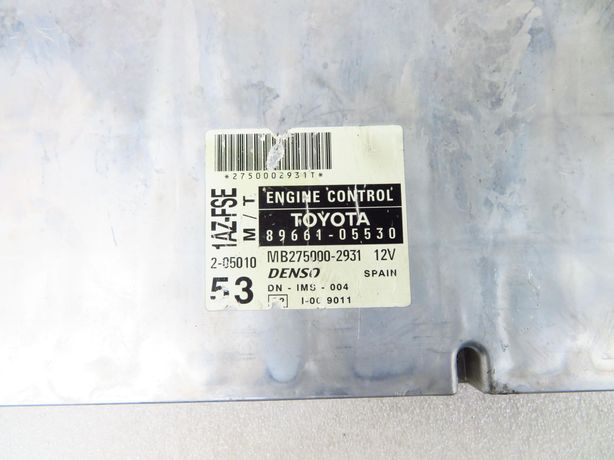 *2750002931T*
1AZ-FSE
M/T
ENGINE CONTROL
TOYOTA
89661-05530
2-05010
MB275000-2931 12V
53
DENSO SPAIN
DN - IMS - 004
9011